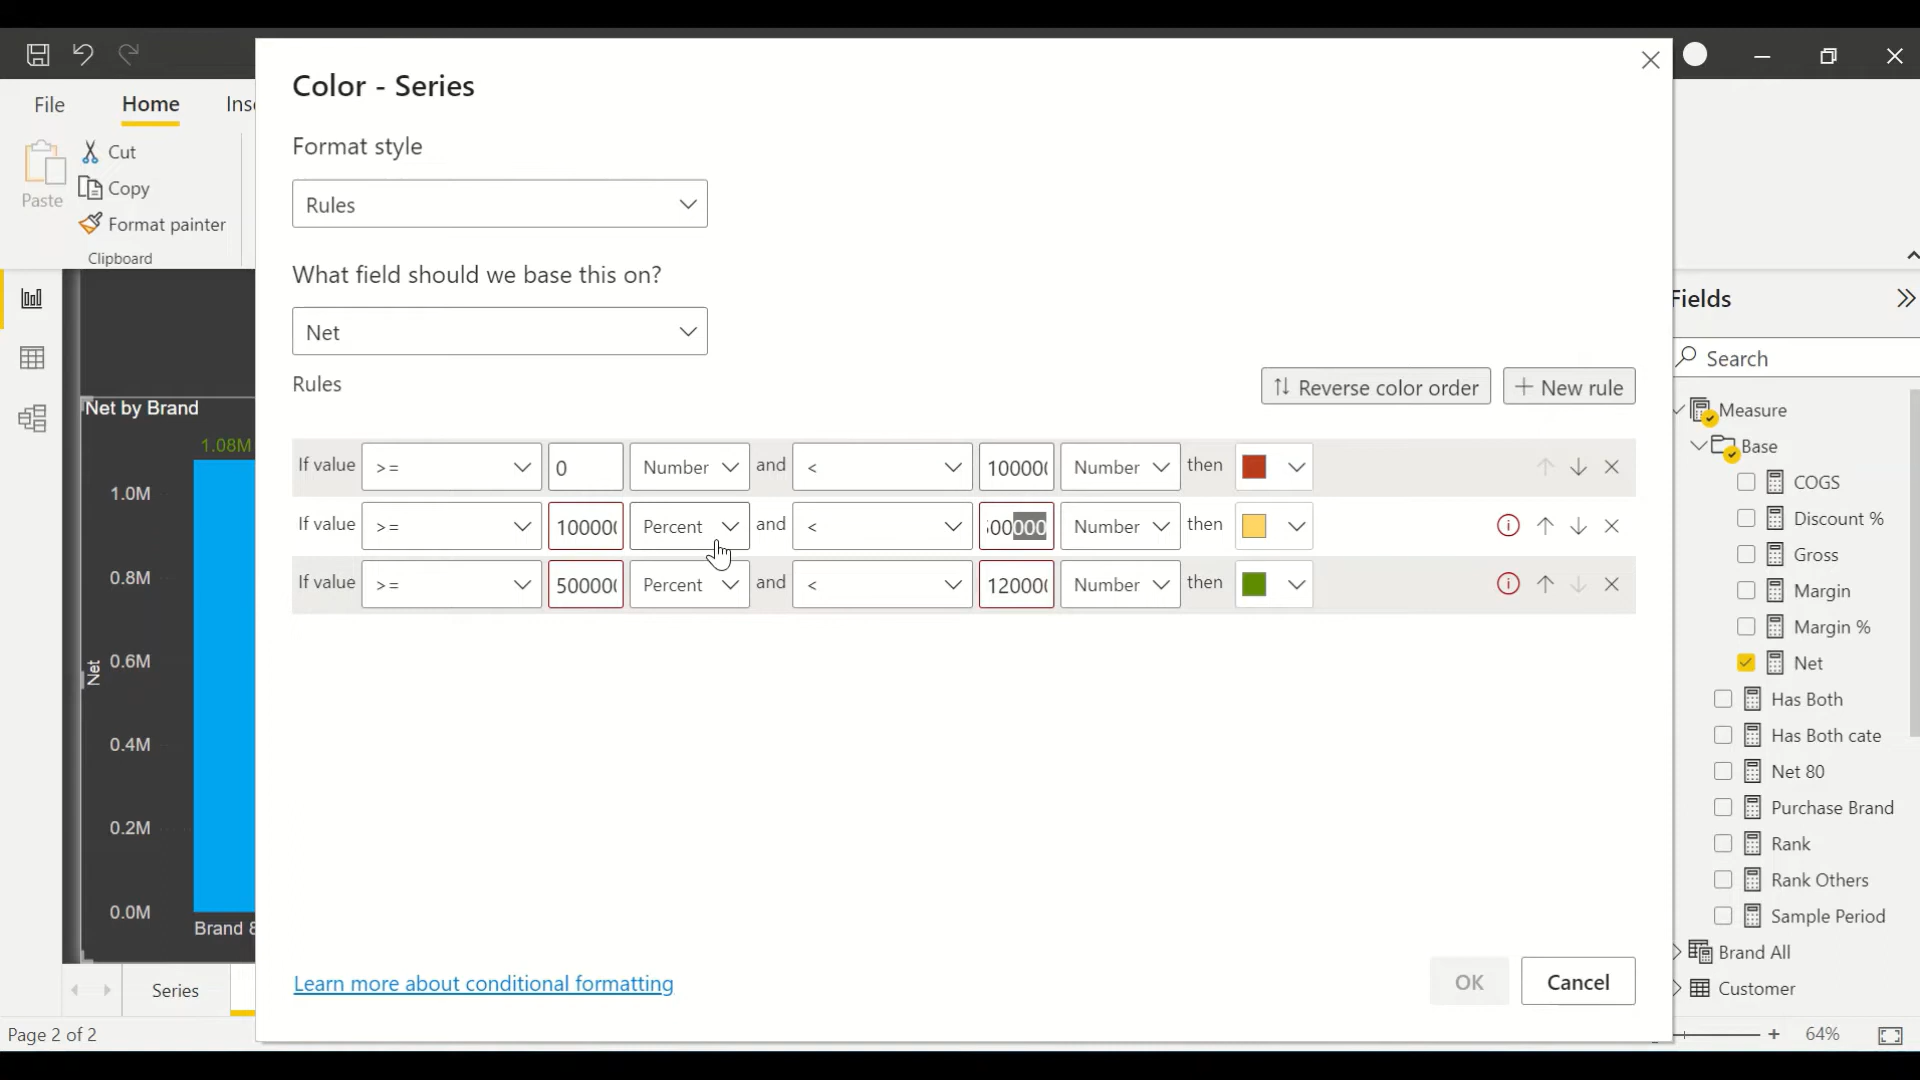 Color - Series
File
Home
Ins
Format style
Cut
Copy
Paste
Format painter
Rules
Clipboard
What field should we base this on?
Fields
Net
Search
Rules
Reverse color order
New rule
Net by Brand
Measure
1.08M
Base
If value >= 0 Number and < 10000 Number then
COGS
1.0M
If value >= 10000 Percent and < 00000 Number then
Discount %
Gross
0.8M
If value >= 50000 Percent and < 12000 Number then
Margin
Margin %
0.6M
Net
Net
Has Both
Has Both cate
0.4M
Net 80
Purchase Brand
0.2M
Rank
Rank Others
0.0M
Sample Period
Brand 8
Brand All
Learn more about conditional formatting
OK
Cancel
Series
Customer
Page 2 of 2
64%